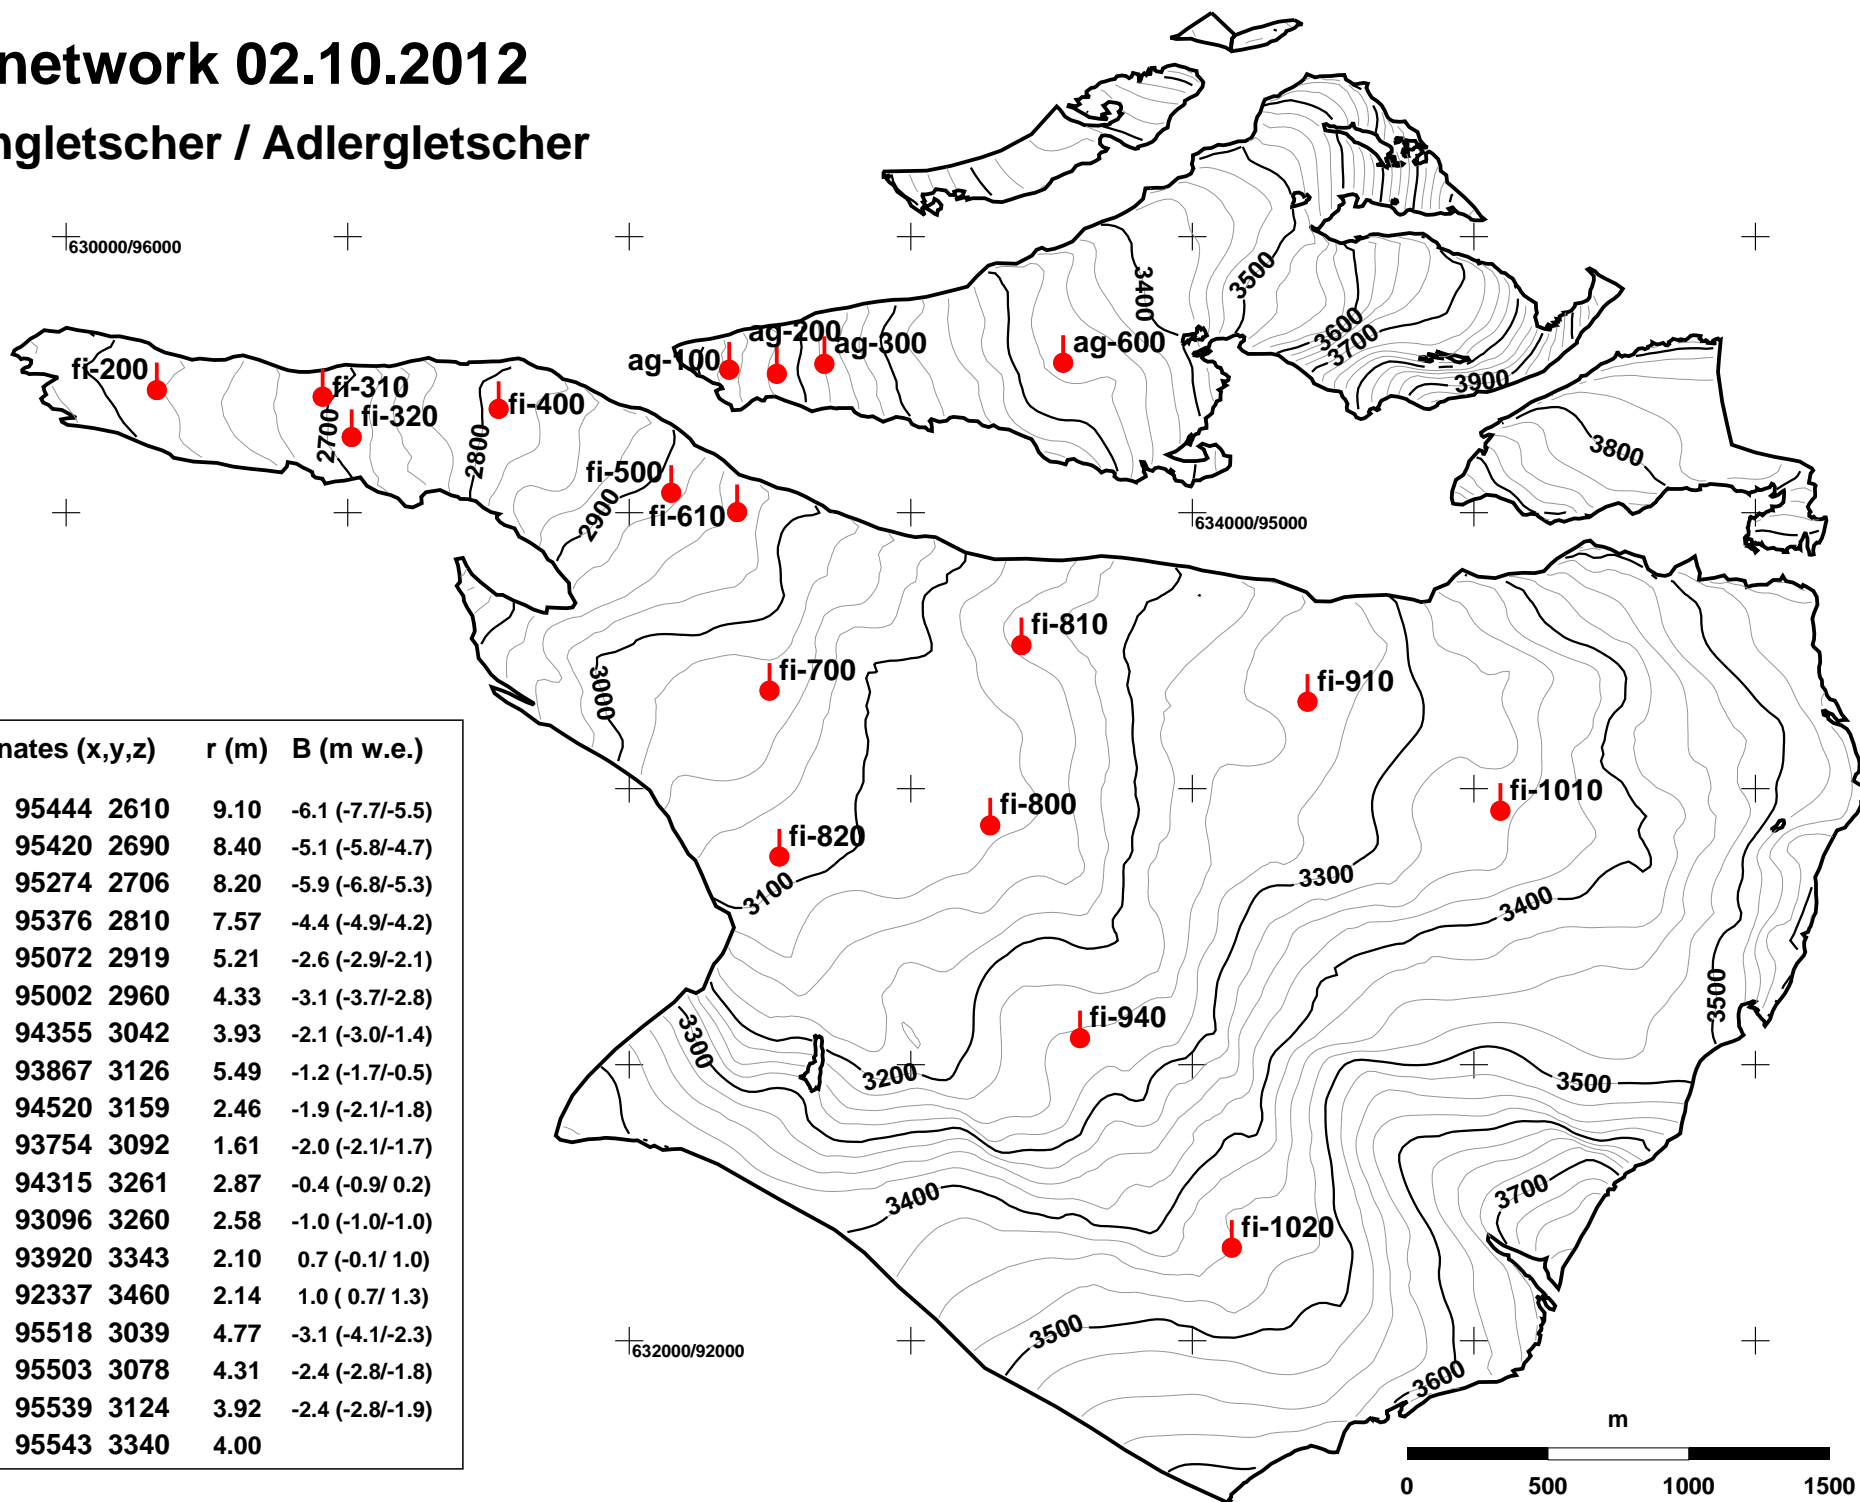 network 02.10.2012
ngletscher / Adlergletscher
630000/96000
3400
3500
3600
3700
3900
ag-200
ag-300
ag-100
ag-600
fi-200
fi-310
fi-320
fi-400
2700
2800
3800
fi-500
2900
fi-610
634000/95000
fi-810
fi-700
3000
fi-910
fi-1010
fi-800
fi-820
3100
3300
3400
3500
fi-940
3300
3200
3500
3400
3700
fi-1020
3500
632000/92000
3600
nates (x,y,z) r (m) B (m w.e.)
95444 2610 9.10 -6.1 (-7.7/-5.5)
95420 2690 8.40 -5.1 (-5.8/-4.7)
95274 2706 8.20 -5.9 (-6.8/-5.3)
95376 2810 7.57 -4.4 (-4.9/-4.2)
95072 2919 5.21 -2.6 (-2.9/-2.1)
95002 2960 4.33 -3.1 (-3.7/-2.8)
94355 3042 3.93 -2.1 (-3.0/-1.4)
93867 3126 5.49 -1.2 (-1.7/-0.5)
94520 3159 2.46 -1.9 (-2.1/-1.8)
93754 3092 1.61 -2.0 (-2.1/-1.7)
94315 3261 2.87 -0.4 (-0.9/ 0.2)
93096 3260 2.58 -1.0 (-1.0/-1.0)
93920 3343 2.10 0.7 (-0.1/ 1.0)
92337 3460 2.14 1.0 ( 0.7/ 1.3)
95518 3039 4.77 -3.1 (-4.1/-2.3)
95503 3078 4.31 -2.4 (-2.8/-1.8)
95539 3124 3.92 -2.4 (-2.8/-1.9)
95543 3340 4.00
m
0 500 1000 1500